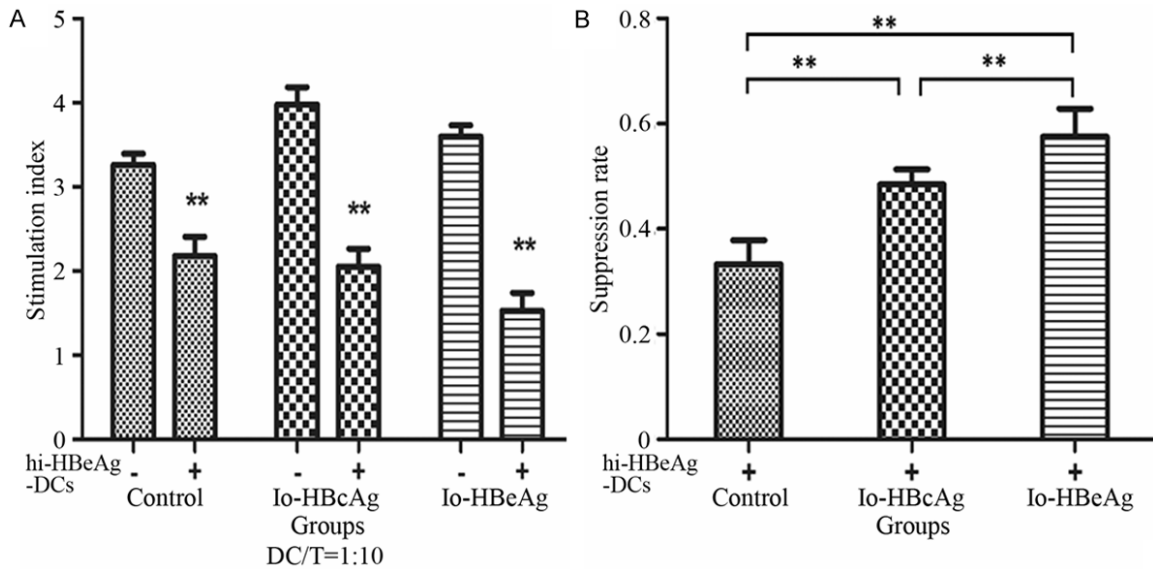 A
5
4
3
2
1
0
Stimulation index
**
**
**
hi-HBeAg
-DCs
- + - + - +
Control Io-HBcAg Io-HBeAg
Groups
DC/T=1:10
B
0.8
0.6
0.4
0.2
0
Suppression rate
**
** **
hi-HBeAg
-DCs
+ + +
Control Io-HBcAg Io-HBeAg
Groups